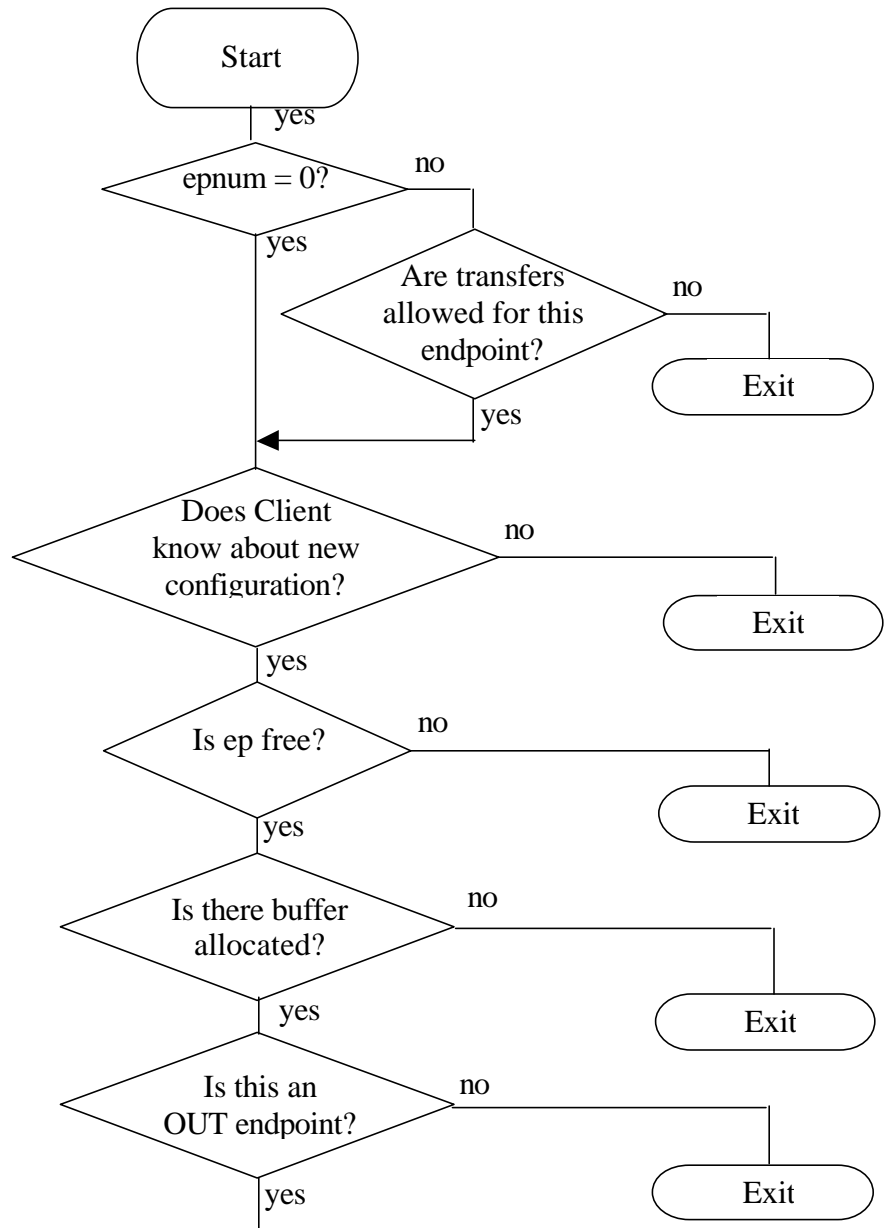 Start
yes
epnum = 0?
no
yes
Are transfers
allowed for this
endpoint?
no
Exit
yes
Does Client
know about new
configuration?
no
Exit
yes
Is ep free?
no
Exit
yes
Is there buffer
allocated?
no
Exit
yes
Is this an
OUT endpoint?
no
Exit
yes